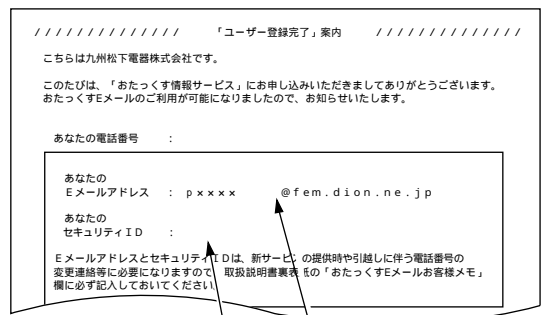 / / / / / / / / / / / / / / 「ユーザー登録完了」案内 / / / / / / / / / / / / / /
こちらは九州松下電器株式会社です。
このたびは、「おたっくす情報サービス」にお申し込みいただきましてありがとうございます。
おたっくすEメールのご利用が可能になりましたので、お知らせいたします。
あなたの電話番号 :
あなたの
Eメールアドレス : p x x x x @fem.dion.ne.jp
あなたの
セキュリティID :
EメールアドレスとセキュリティIDは、新サービスの提供時や引越しに伴う電話番号の
変更連絡等に必要になりますので、取扱説明書裏表紙の「おたっくすEメールお客様メモ」
欄に必ず記入しておいてください。